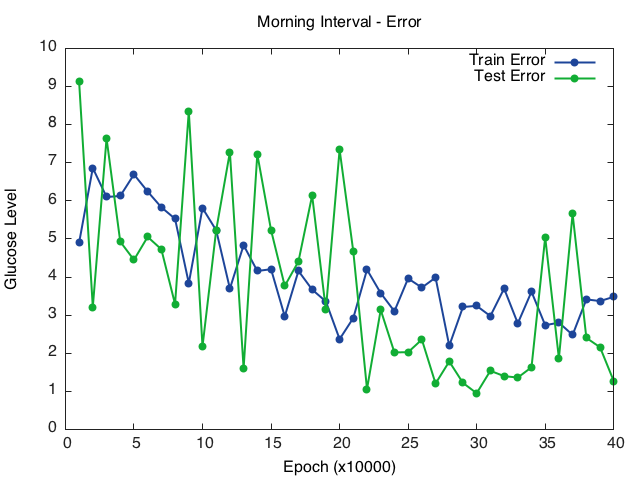 Morning Interval - Error
Train Error
Test Error
10
9
8
7
6
5
4
3
2
1
0
Glucose Level
0 5 10 15 20 25 30 35 40
Epoch (x10000)